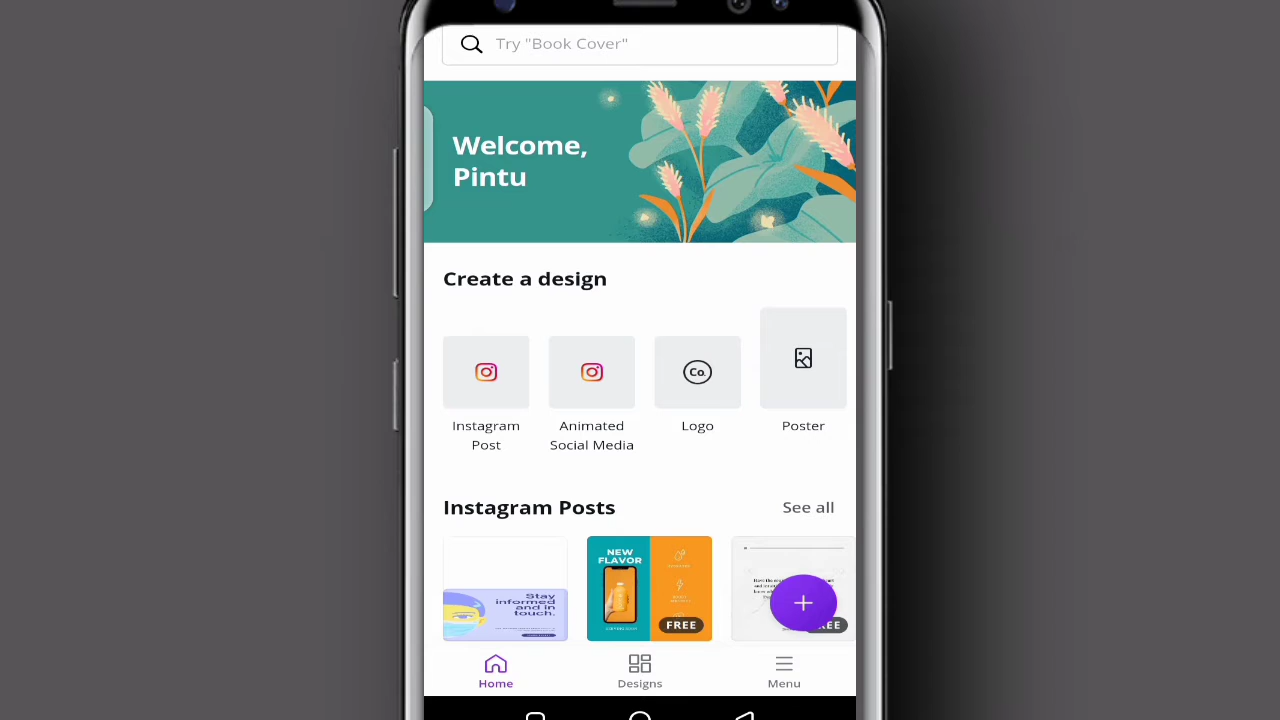 Try "Book Cover"
Welcome,
Pintu
Create a design
Co.
Instagram
Post
Animated
Social Media
Logo
Poster
Instagram Posts
See all
Stay
informed
and in
touch.
NEW
FLAVOR
FREE
Home
Designs
Menu